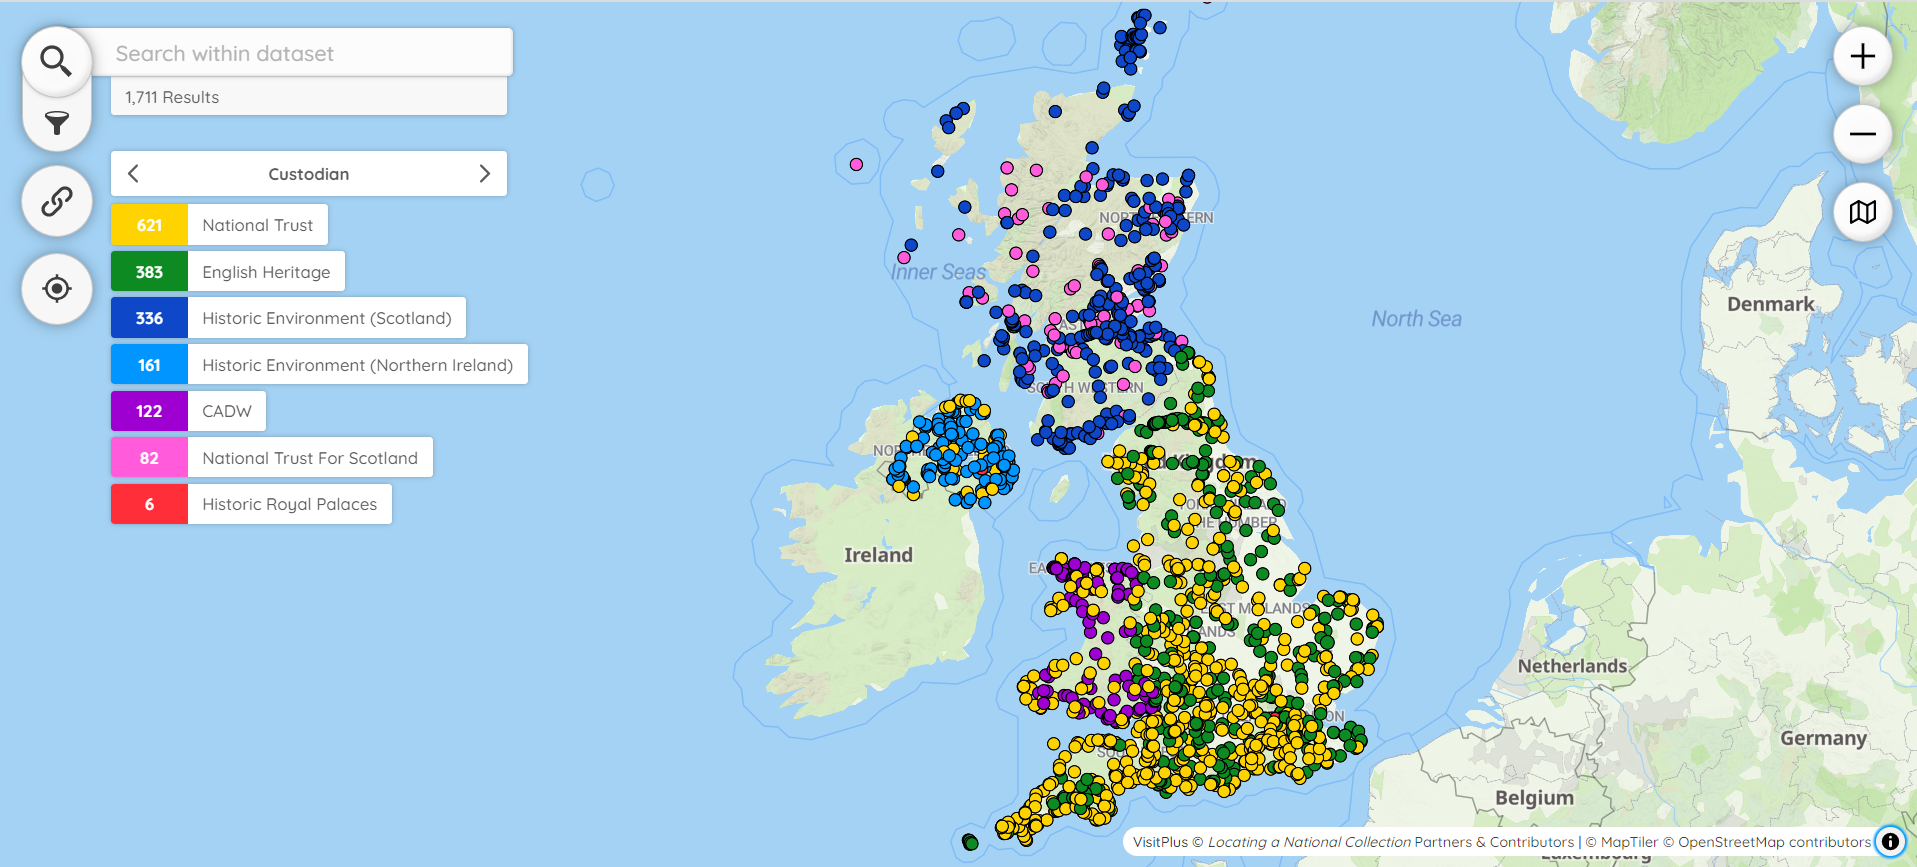 Search within dataset
1,711 Results
Custodian
621 National Trust
383 English Heritage
336 Historic Environment (Scotland)
161 Historic Environment (Northern Ireland)
122 CADW
82 National Trust For Scotland
6 Historic Royal Palaces
Inner Seas
North Sea
Denmark
Ireland
Netherlands
Germany
Belgium
VisitPlus © Locating a National Collection Partners & Contributors | © MapTiler © OpenStreetMap contributors